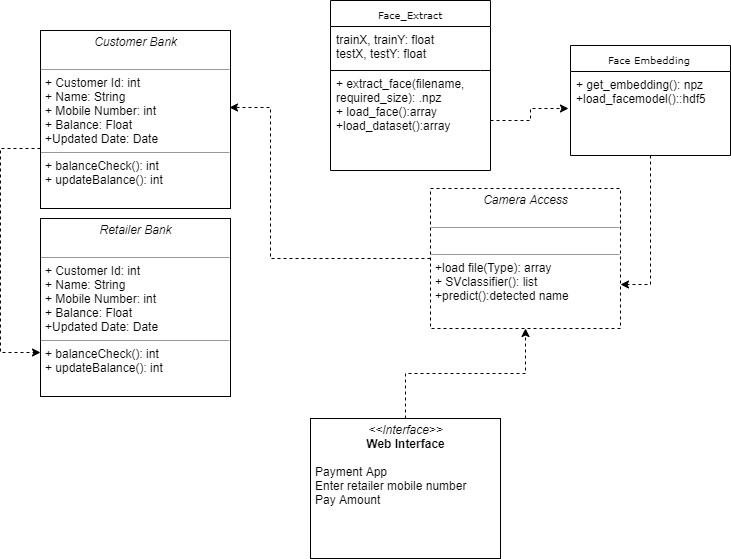 Customer Bank
+ Customer Id: int
+ Name: String
+ Mobile Number: int
+ Balance: Float
+Updated Date: Date
+ balanceCheck(): int
+ updateBalance(): int
Retailer Bank
+ Customer Id: int
+ Name: String
+ Mobile Number: int
+ Balance: Float
+Updated Date: Date
+ balanceCheck(): int
+ updateBalance(): int
Face_Extract
trainX, trainY: float
testX, testY: float
+ extract_face(filename,
required_size): .npz
+ load_face():array
+load_dataset():array
Face Embedding
+ get_embedding(): npz
+load_facemodel()::hdf5
Camera Access
+load file(Type): array
+ SVclassifier(): list
+predict():detected name
<<Interface>>
Web Interface
Payment App
Enter retailer mobile number
Pay Amount